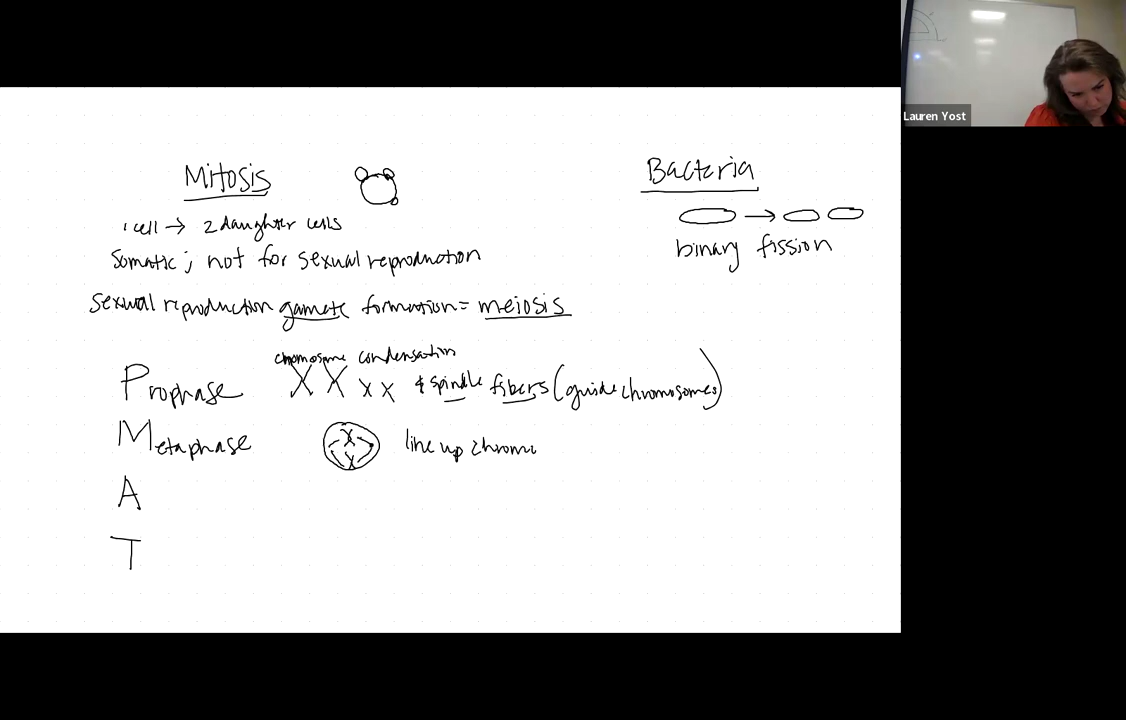 Lauren Yost
Mitosis
1 cell → 2 daughter cells
Somatic; not for sexual reproduction
sexual reproduction gamete formation = meiosis
chromosome condensation
Prophase X X x x & spindle fibers (guide chromosomes)
Metaphase line up chromo
A
T
Bacteria
binary fission